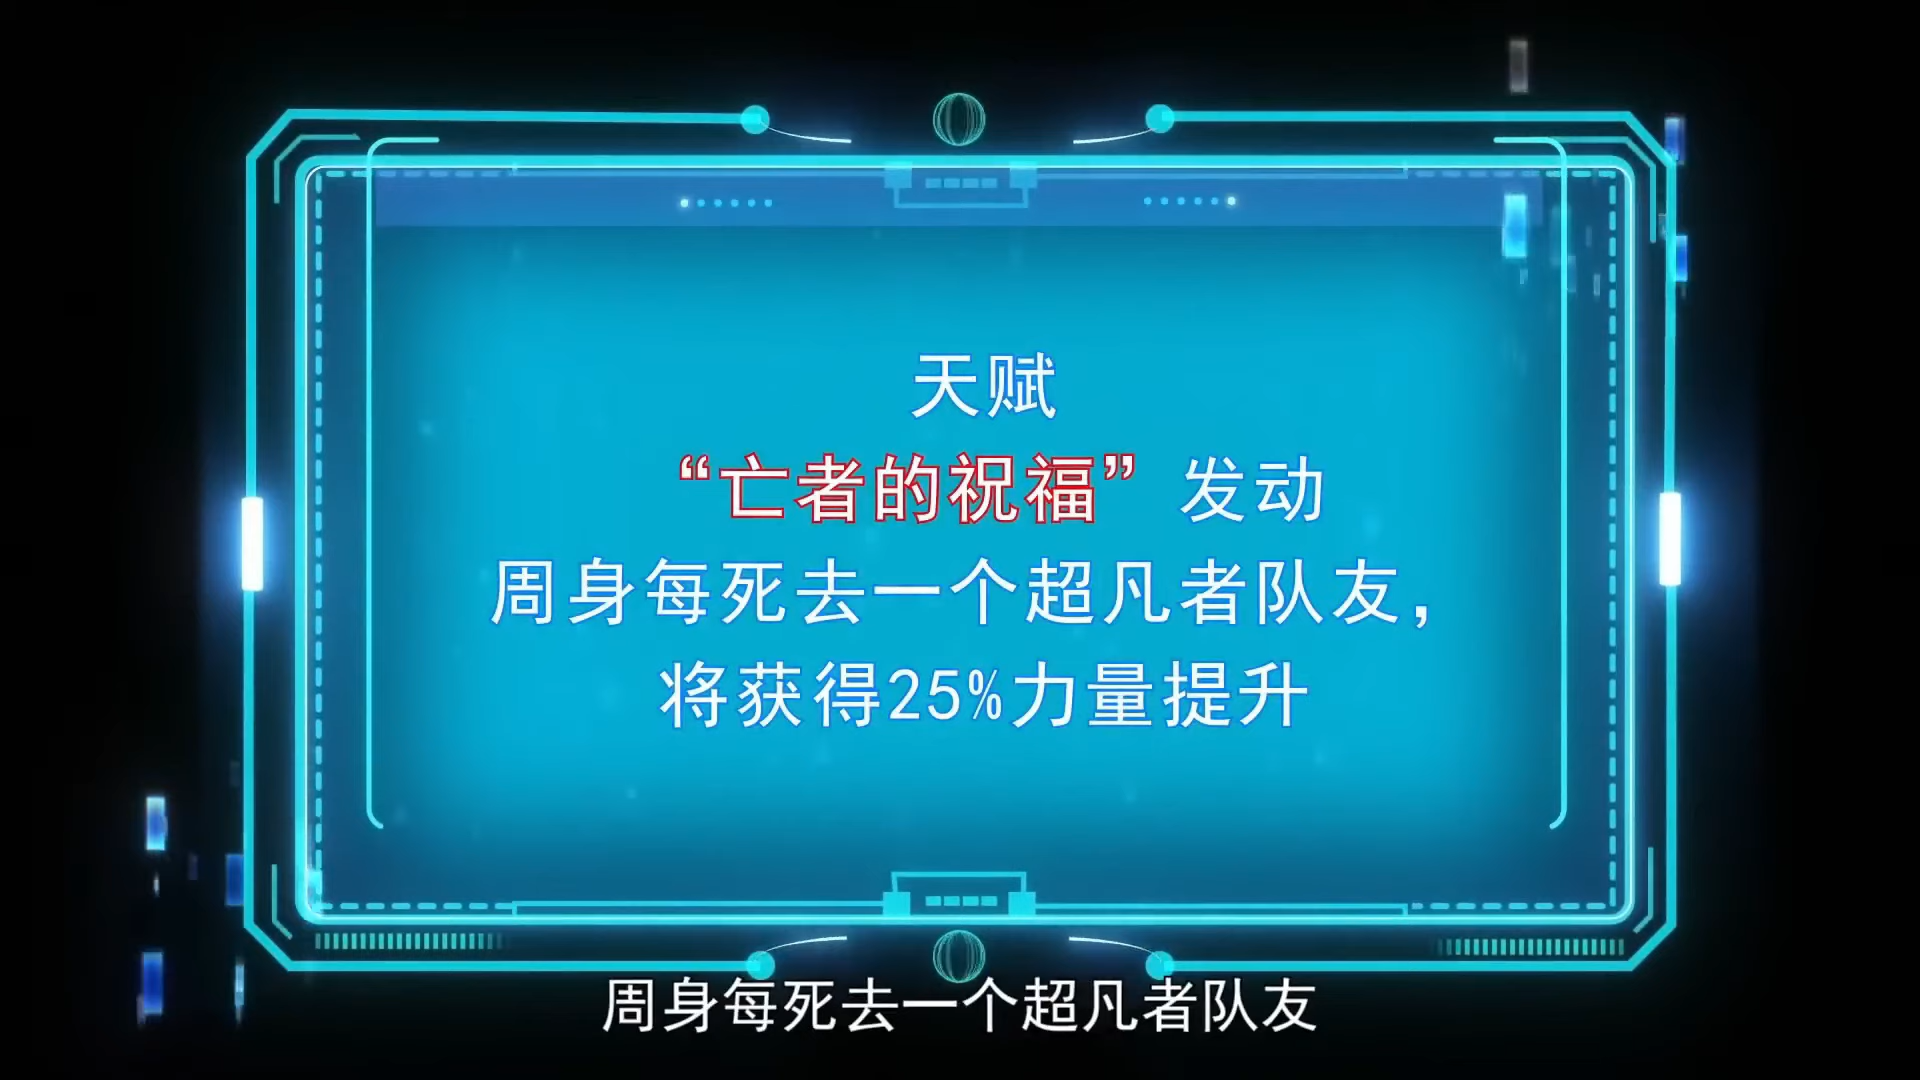 天赋
“亡者的祝福”发动
周身每死去一个超凡者队友，
将获得25%力量提升
周身每死去一个超凡者队友